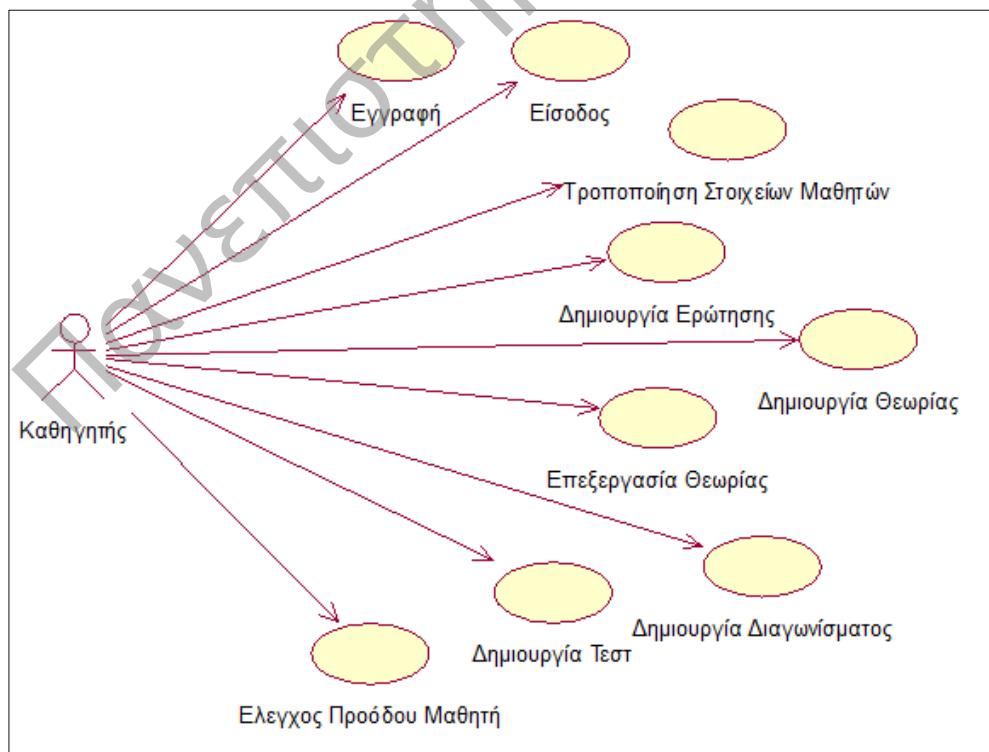 Εγγραφή
Είσοδος
Τροποποίηση Στοιχείων Μαθητών
Δημιουργία Ερώτησης
Δημιουργία Θεωρίας
Καθηγητής
Επεξεργασία Θεωρίας
Δημιουργία Διαγωνίσματος
Δημιουργία Τεστ
Ελεγχος Προόδου Μαθητή